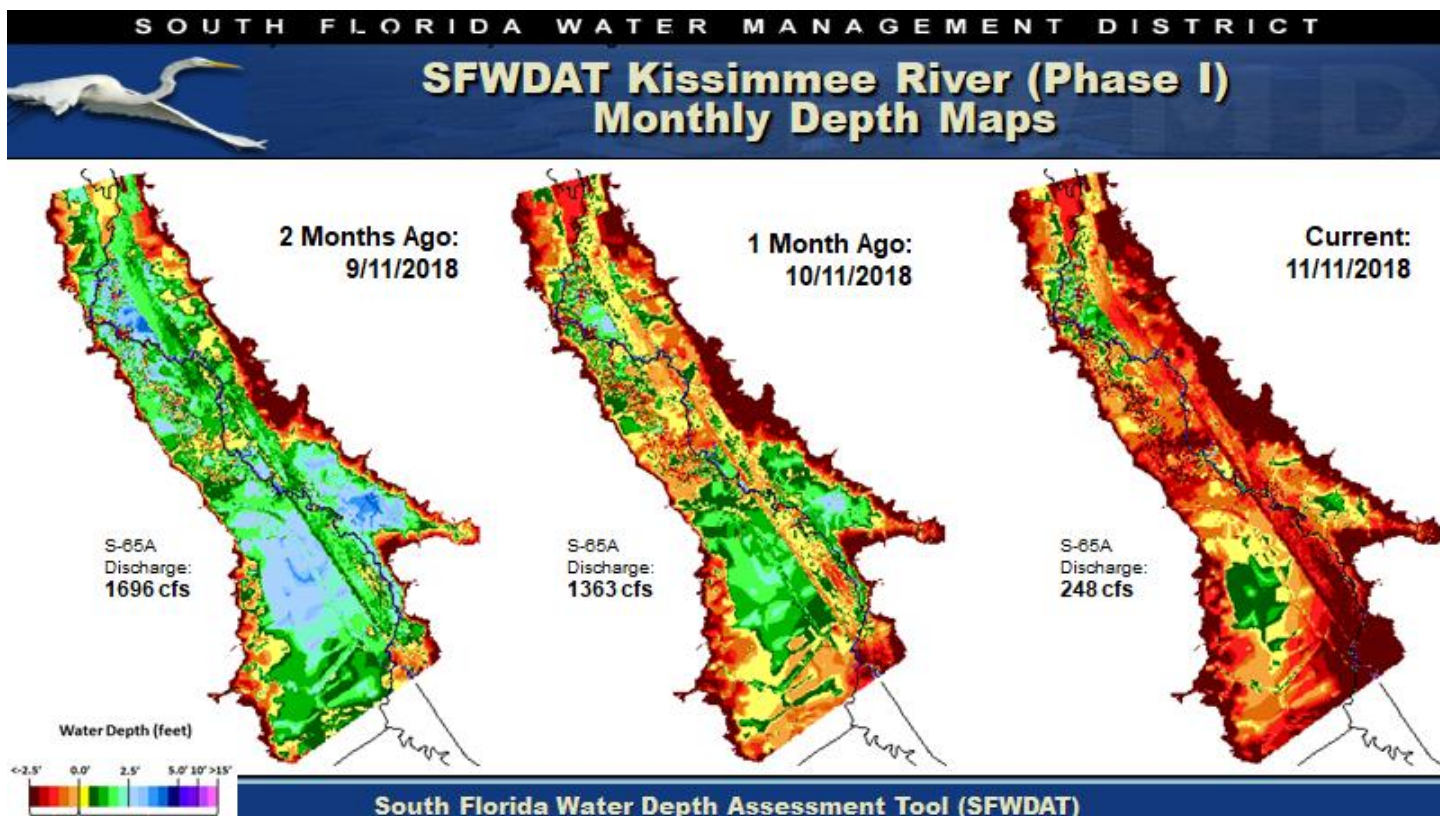 SOUTH FLORIDA WATER MANAGEMENT DISTRICT
SFWDAT Kissimmee River (Phase I)
Monthly Depth Maps
2 Months Ago:
9/11/2018
1 Month Ago:
10/11/2018
Current:
11/11/2018
S-65A
Discharge:
1696 cfs
S-65A
Discharge:
1363 cfs
S-65A
Discharge:
248 cfs
Water Depth (feet)
<-2.5' 0.0' 2.5' 5.0' 10' >15'
South Florida Water Depth Assessment Tool (SFWDAT)